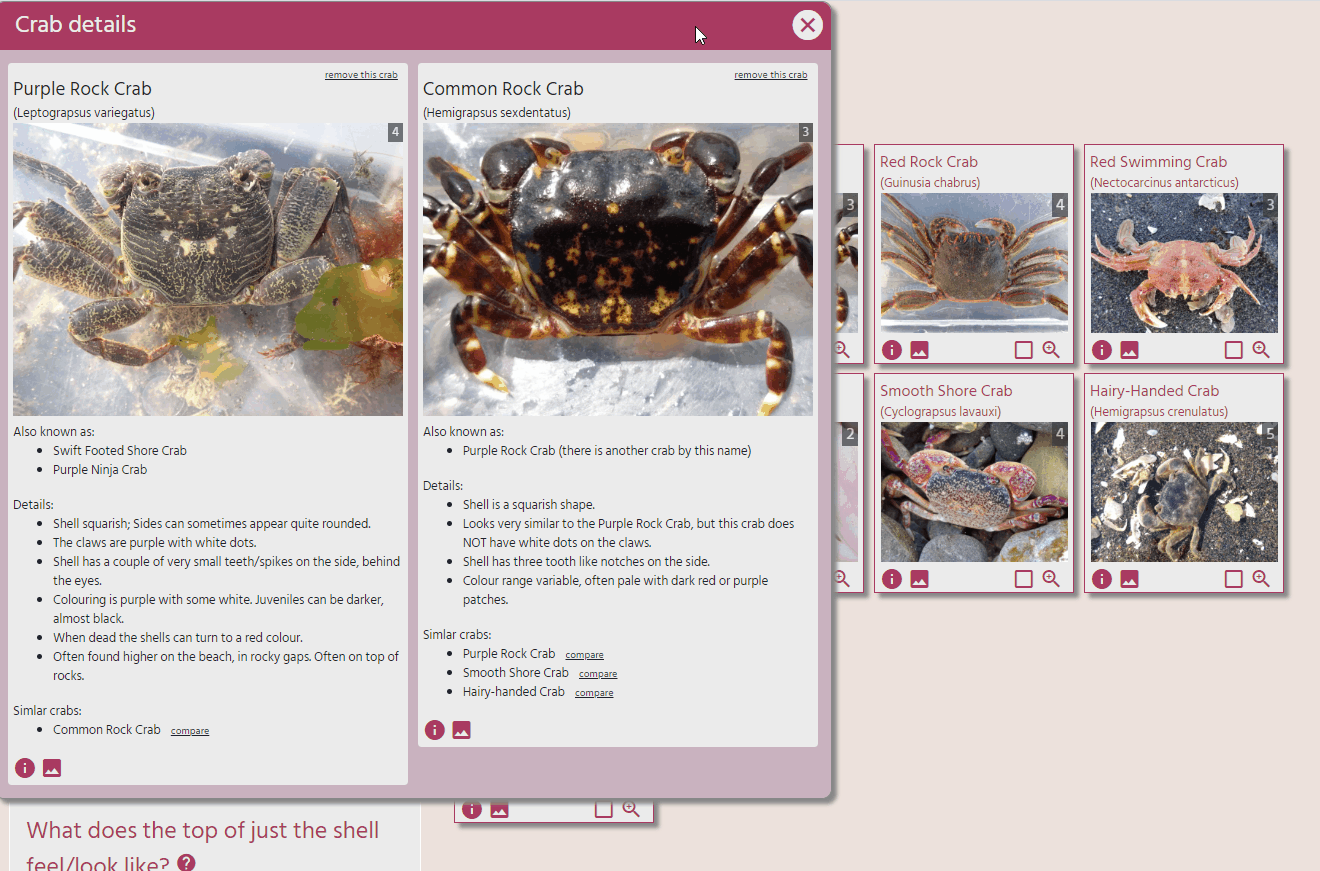 Crab details
remove this crab
Purple Rock Crab
(Leptograpsus variegatus)
4
Also known as:
Swift Footed Shore Crab
Purple Ninja Crab
Details:
Shell squarish; Sides can sometimes appear quite rounded.
The claws are purple with white dots.
Shell has a couple of very small teeth/spikes on the side, behind
the eyes.
Colouring is purple with some white. Juveniles can be darker,
almost black.
When dead the shells can turn to a red colour.
Often found higher on the beach, in rocky gaps. Often on top of
rocks.
Simlar crabs:
Common Rock Crab compare
remove this crab
Common Rock Crab
(Hemigrapsus sexdentatus)
3
Also known as:
Purple Rock Crab (there is another crab by this name)
Details:
Shell is a squarish shape.
Looks very similar to the Purple Rock Crab, but this crab does
NOT have white dots on the claws.
Shell has three tooth like notches on the side.
Colour range variable, often pale with dark red or purple
patches.
Simlar crabs:
Purple Rock Crab compare
Smooth Shore Crab compare
Hairy-handed Crab compare
3
Red Rock Crab
(Guinusia chabrus)
4
Red Swimming Crab
(Nectocarcinus antarcticus)
3
2
Smooth Shore Crab
(Cyclograpsus lavauxi)
4
Hairy-Handed Crab
(Hemigrapsus crenulatus)
5
What does the top of just the shell
feel/look like? ?